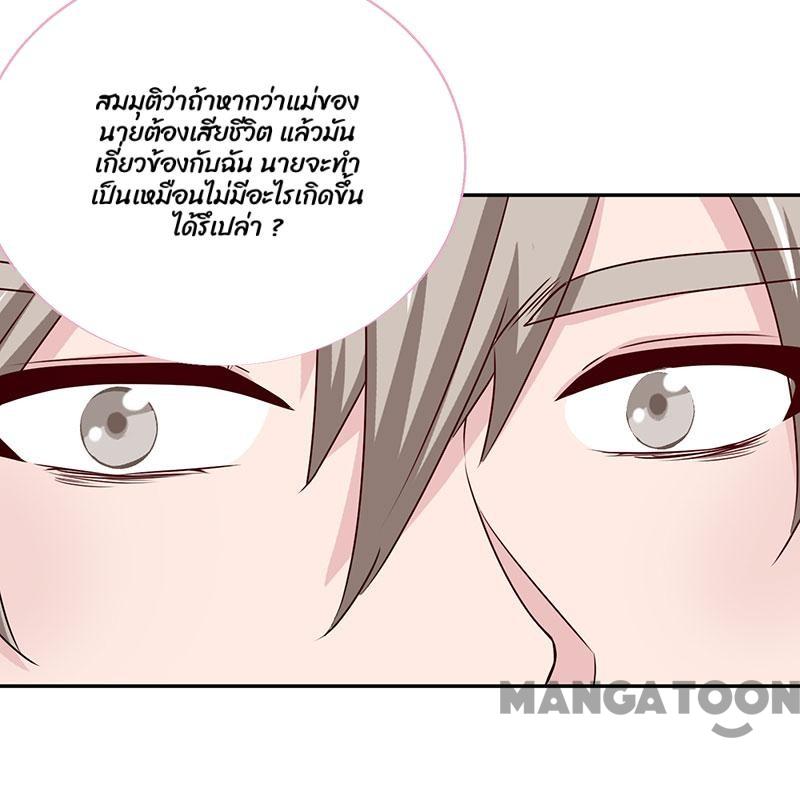 สมมุติว่าถ้าหากว่าแม่ของ
นายต้องเสียชีวิต แล้วมัน
เกี่ยวข้องกับฉัน นายจะทำ
เป็นเหมือนไม่มีอะไรเกิดขึ้น
ได้รึเปล่า ?
MANGATOON